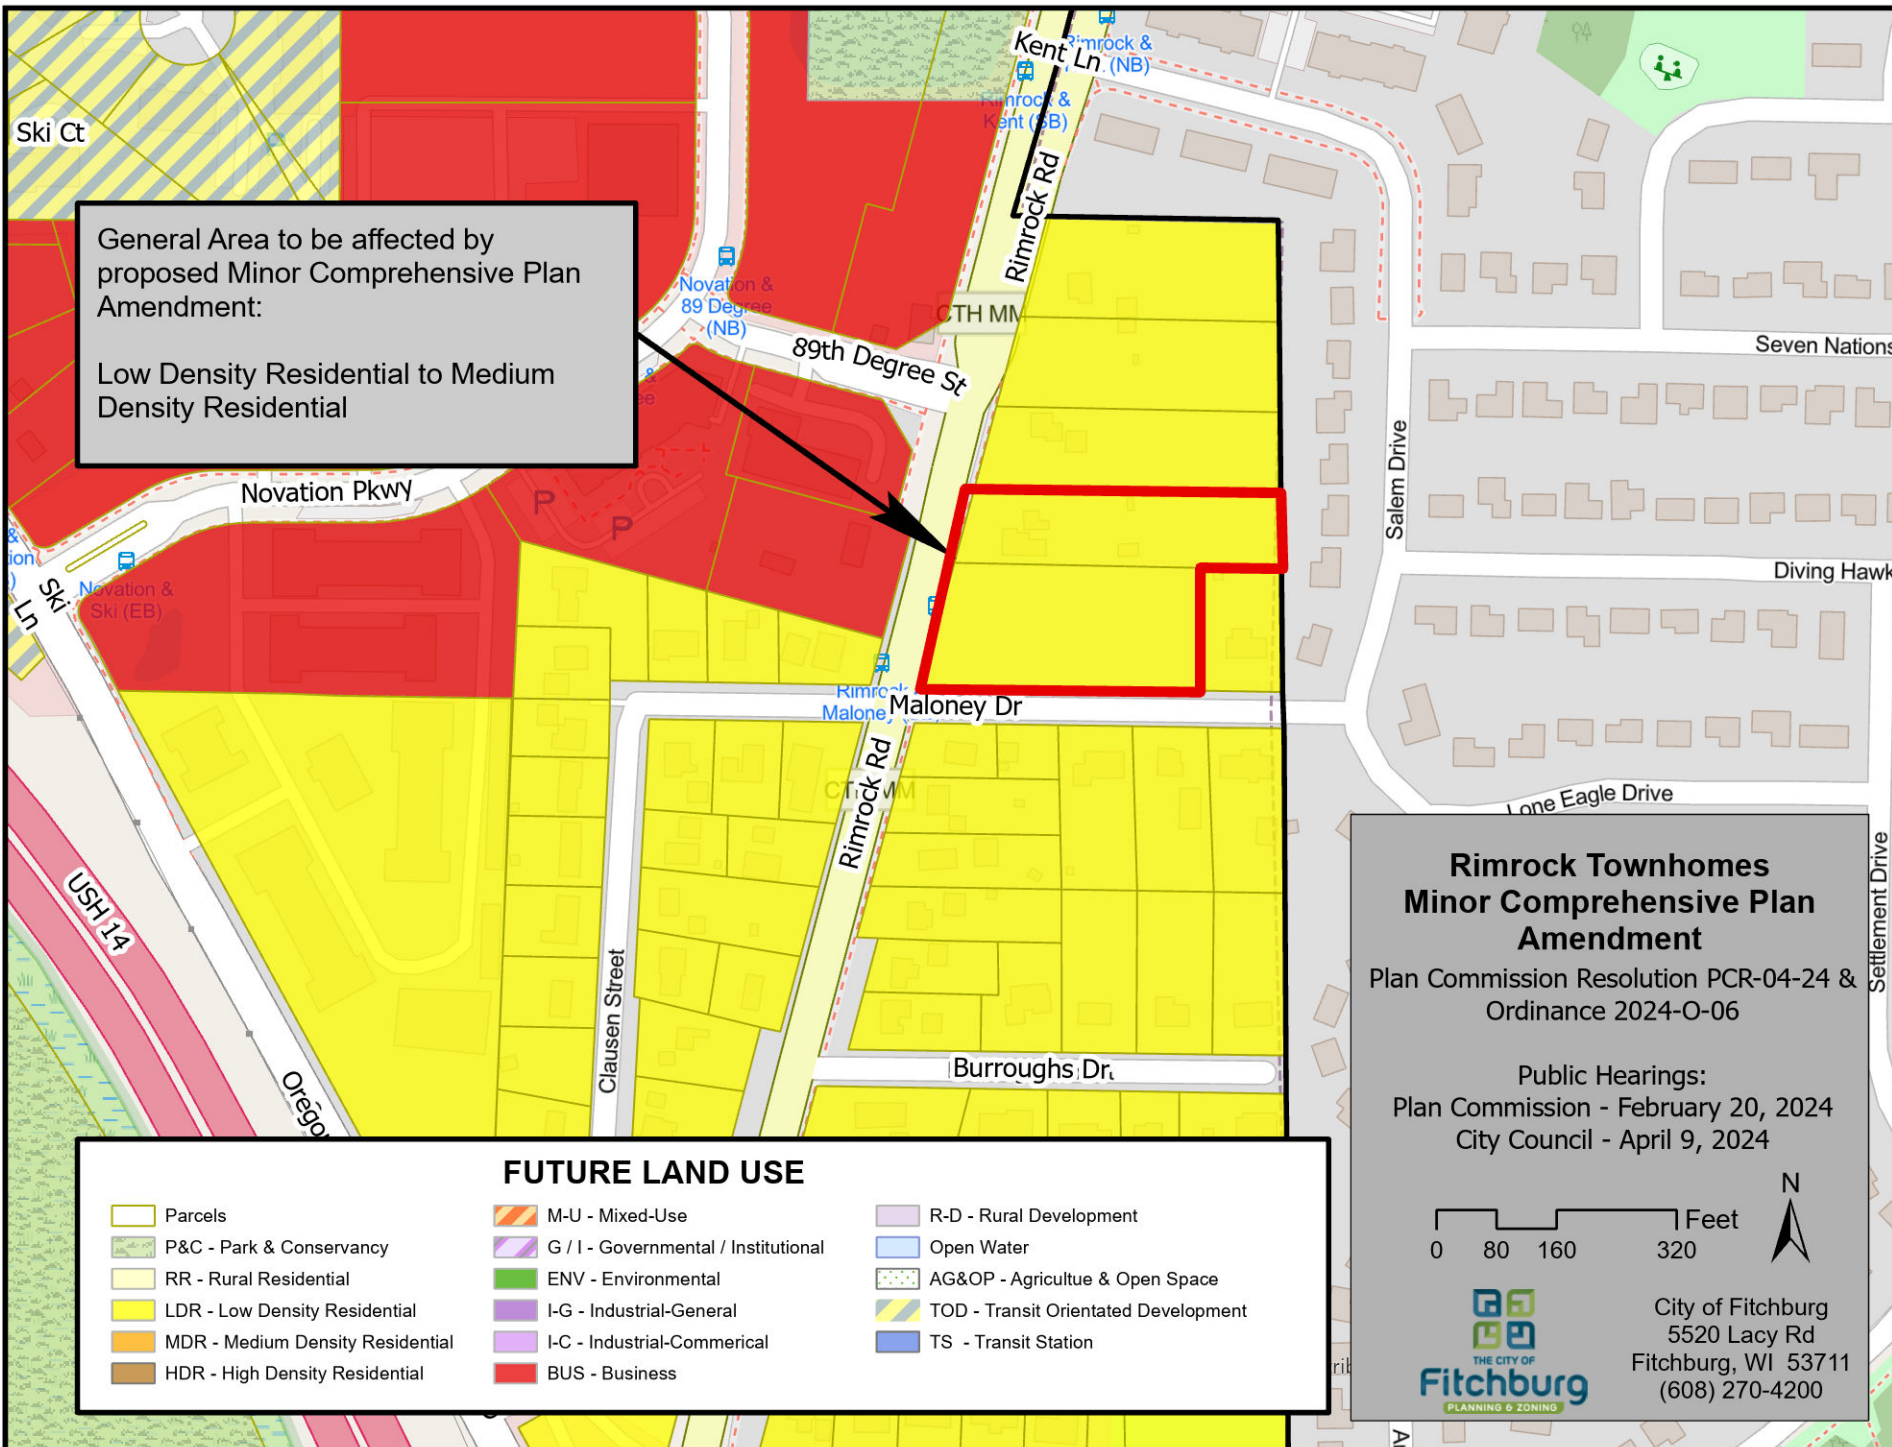 Kent Ln
Rimrock &
(NB)
Rimrock &
Kent (SB)
Ski Ct
Rimrock Rd
General Area to be affected by
proposed Minor Comprehensive Plan
Amendment:
Low Density Residential to Medium
Density Residential
Novation &
89 Degree
(NB)
CTH MM
89th Degree St
Seven Nations
Novation Pkwy
P
P
Salem Drive
Diving Hawk
Ski
Ln
Novation &
Ski (EB)
Rimrock
Maloney
Maloney Dr
Rimrock Rd
Lone Eagle Drive
USH 14
Clausen Street
Settlement Drive
Burroughs Dr
Rimrock Townhomes
Minor Comprehensive Plan
Amendment
Plan Commission Resolution PCR-04-24 &
Ordinance 2024-O-06
Public Hearings:
Plan Commission - February 20, 2024
City Council - April 9, 2024
N
Feet
0 80 160 320
THE CITY OF
Fitchburg
PLANNING & ZONING
City of Fitchburg
5520 Lacy Rd
Fitchburg, WI 53711
(608) 270-4200
FUTURE LAND USE
Parcels
P&C - Park & Conservancy
RR - Rural Residential
LDR - Low Density Residential
MDR - Medium Density Residential
HDR - High Density Residential
M-U - Mixed-Use
G / I - Governmental / Institutional
ENV - Environmental
I-G - Industrial-General
I-C - Industrial-Commerical
BUS - Business
R-D - Rural Development
Open Water
AG&OP - Agricultue & Open Space
TOD - Transit Orientated Development
TS - Transit Station